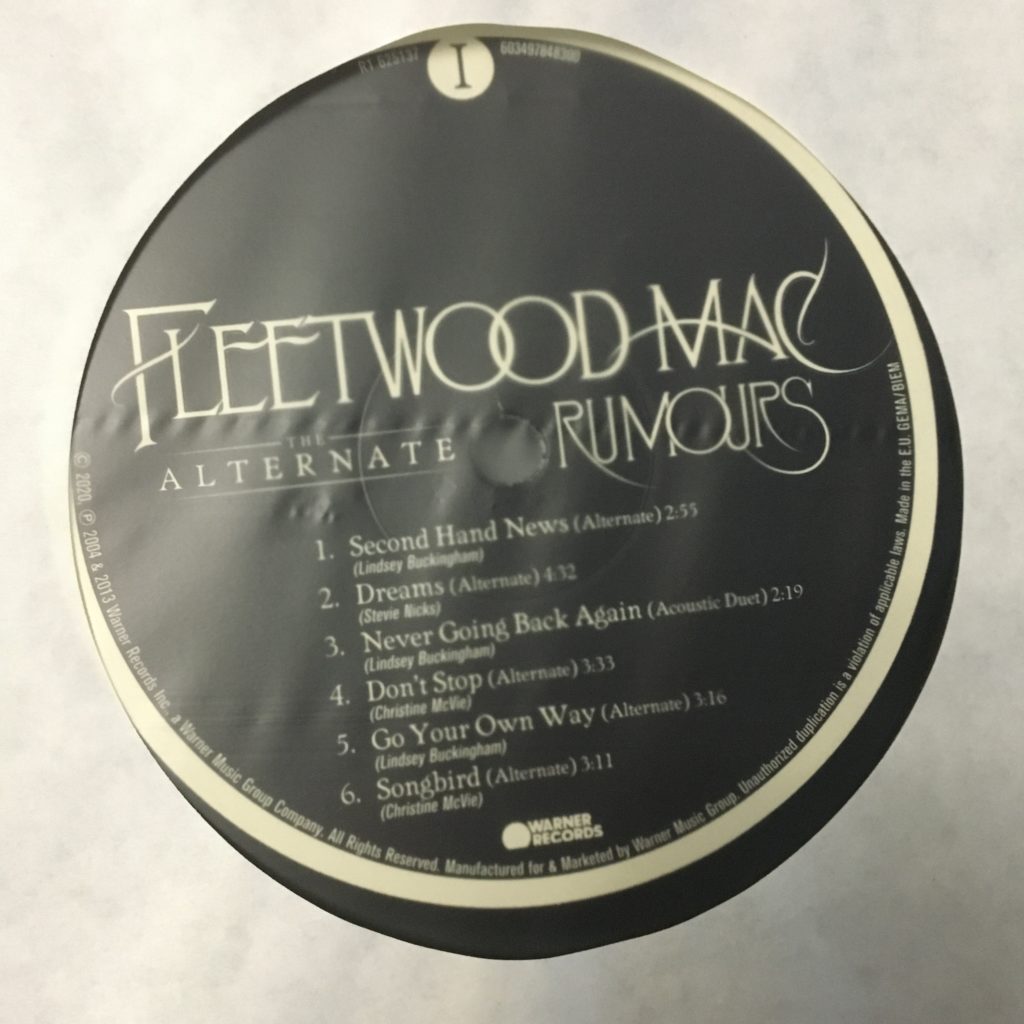 R1 625137
I
603497848300
FLEETWOOD MAC
THE
ALTERNATE
RUMOURS
1. Second Hand News (Alternate) 2:55
(Lindsey Buckingham)
2. Dreams (Alternate) 4:32
(Stevie Nicks)
3. Never Going Back Again (Acoustic Duet) 2:19
(Lindsey Buckingham)
4. Don't Stop (Alternate) 3:33
(Christine McVie)
5. Go Your Own Way (Alternate) 3:16
(Lindsey Buckingham)
6. Songbird (Alternate) 3:11
(Christine McVie)
WARNER
RECORDS
© 2020, ℗ 2004 & 2013 Warner Records Inc., a Warner Music Group Company. All Rights Reserved. Manufactured for & Marketed by Warner Music Group. Unauthorized duplication is a violation of applicable laws. Made in the E.U. GEMA/BIEM